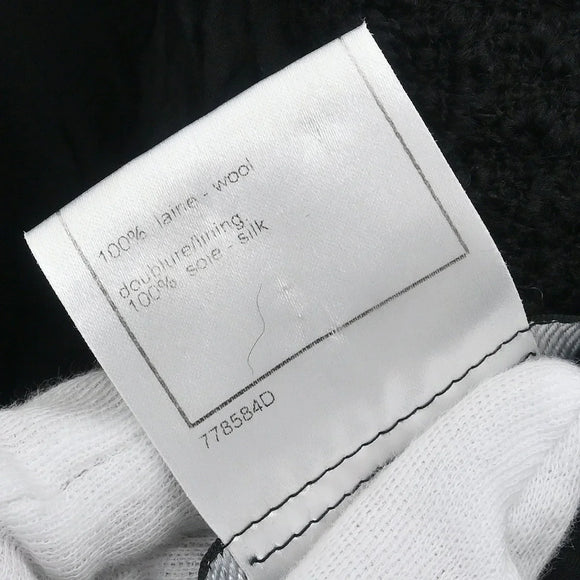 100% laine - wool
doublure/lining
100% soie - silk
778584D